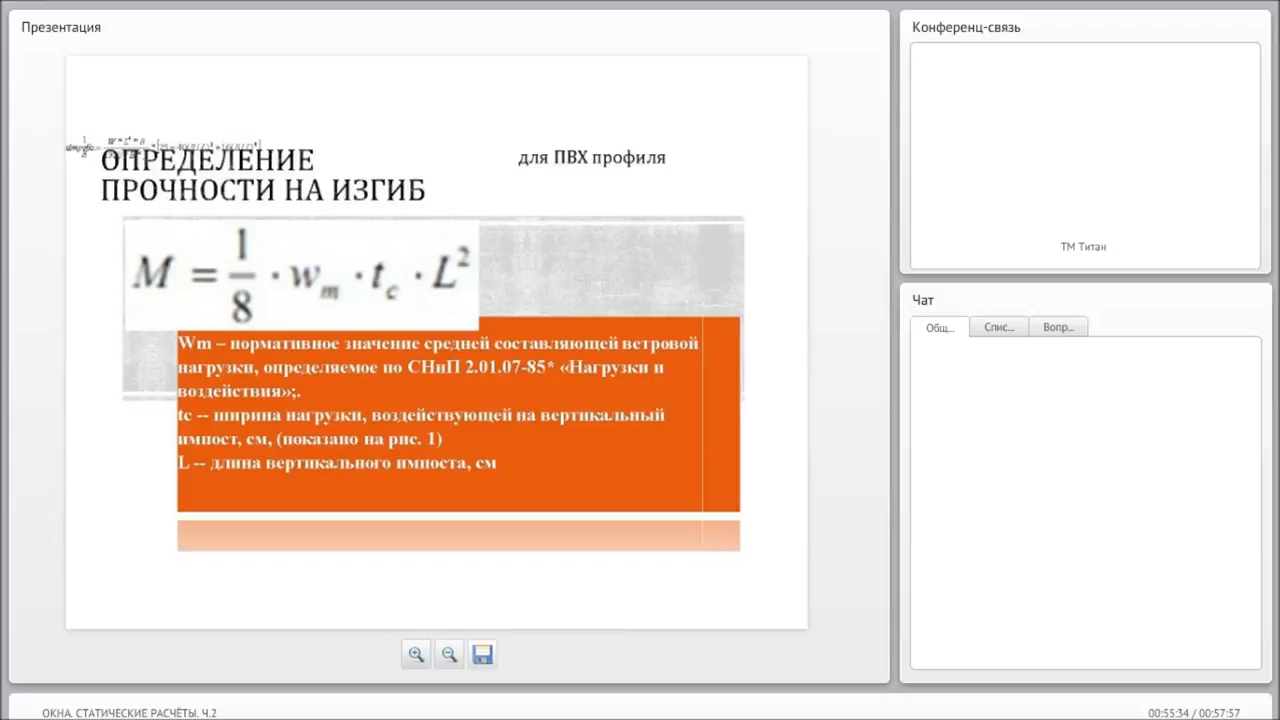 Презентация
ОПРЕДЕЛЕНИЕ
ПРОЧНОСТИ НА ИЗГИБ
для ПВХ профиля
M = 1/8 · w_m · t_c · L²
Wm – нормативное значение средней составляющей ветровой
нагрузки, определяемое по СНиП 2.01.07-85* «Нагрузки и
воздействия»;.
tc -- ширина нагрузки, воздействующей на вертикальный
импост, см, (показано на рис. 1)
L -- длина вертикального импоста, см
Конференц-связь
ТМ Титан
Чат
Общ...
Спис...
Вопр...
ОКНА. СТАТИЧЕСКИЕ РАСЧЁТЫ. Ч.2
00:55:34 / 00:57:57